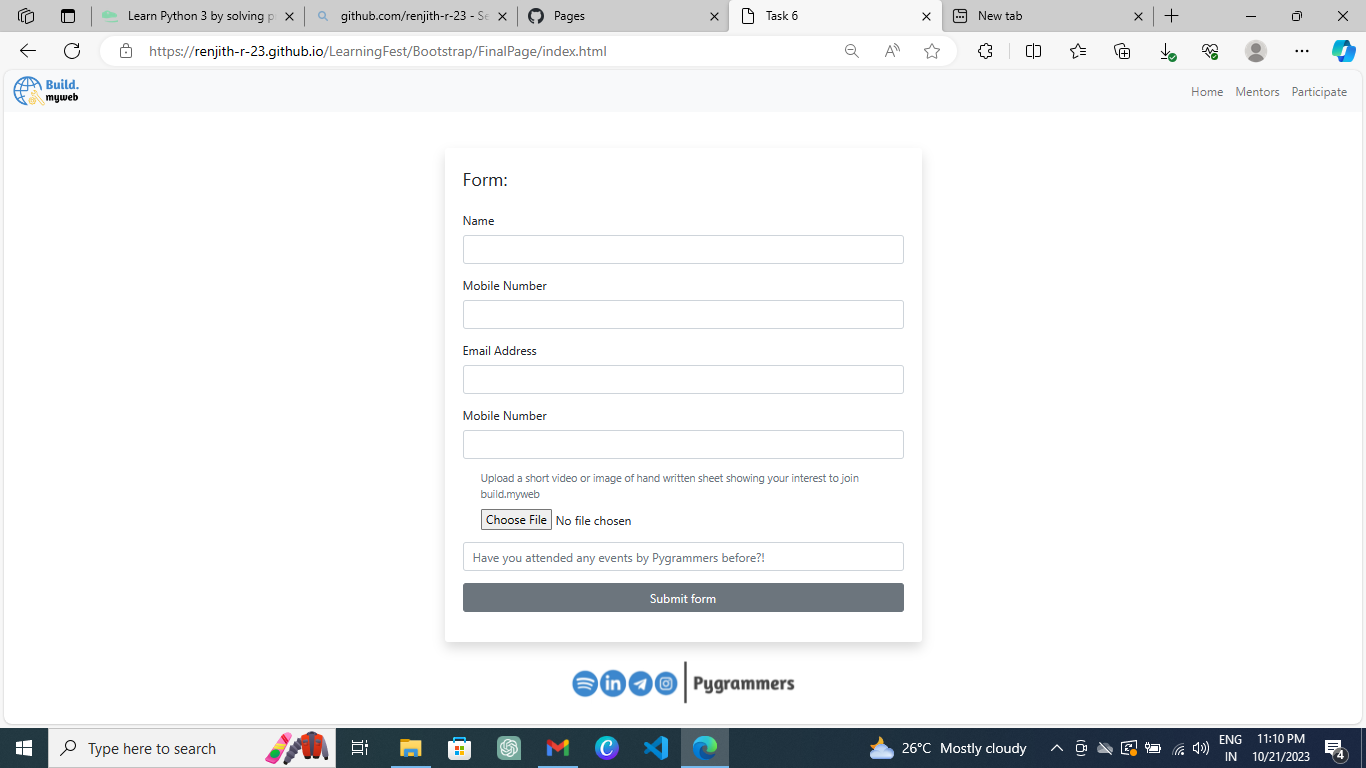 Learn Python 3 by solving p
github.com/renjith-r-23 - Se
Pages
Task 6
New tab
https://renjith-r-23.github.io/LearningFest/Bootstrap/FinalPage/index.html
Build.
myweb
Home Mentors Participate
Form:
Name
Mobile Number
Email Address
Mobile Number
Upload a short video or image of hand written sheet showing your interest to join
build.myweb
Choose File No file chosen
Have you attended any events by Pygrammers before?!
Submit form
in
Pygrammers
Type here to search
26°C Mostly cloudy
ENG
IN
11:10 PM
10/21/2023
4